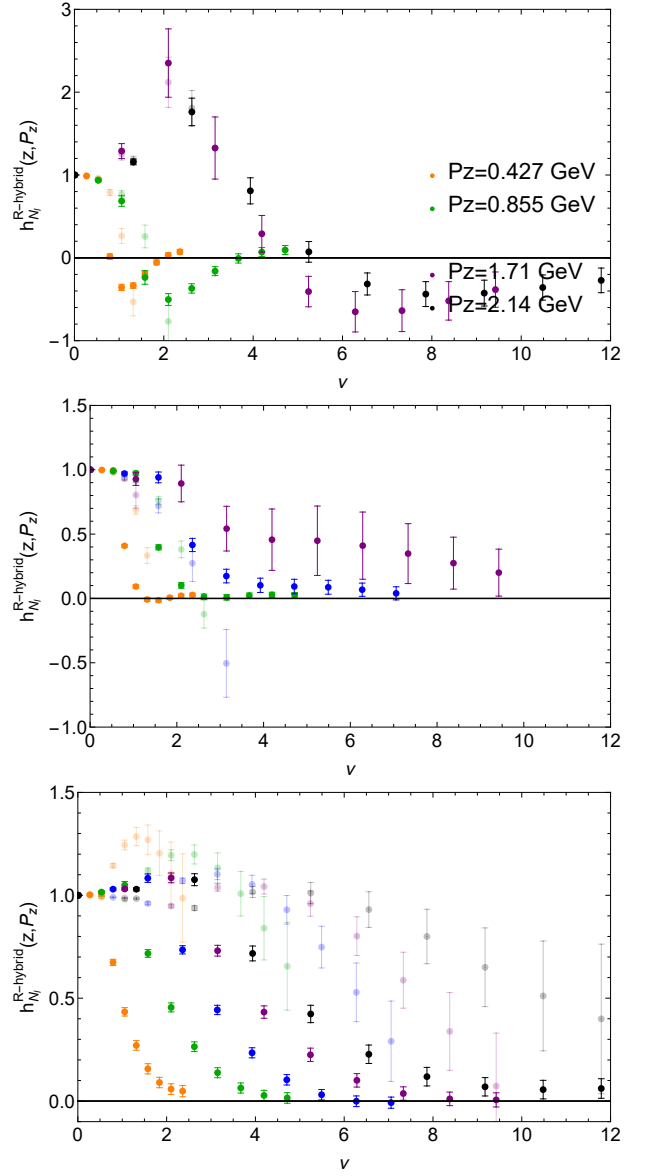 3
2
1
0
−1
h_{N_l}^{R-hybrid}(z,P_z)
Pz=0.427 GeV
Pz=0.855 GeV
Pz=1.71 GeV
Pz=2.14 GeV
0 2 4 6 8 10 12
ν
1.5
1.0
0.5
0.0
−0.5
−1.0
h_{N_l}^{R-hybrid}(z,P_z)
0 2 4 6 8 10 12
ν
1.5
1.0
0.5
0.0
h_{N_l}^{R-hybrid}(z,P_z)
0 2 4 6 8 10 12
ν